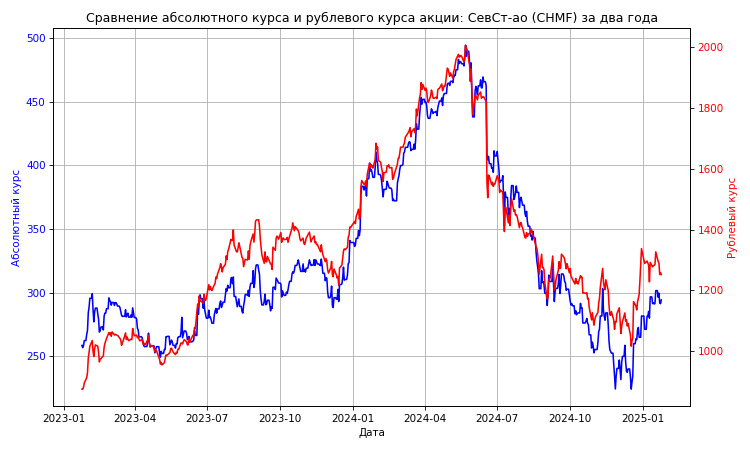 Сравнение абсолютного курса и рублевого курса акции: СевСт-ао (CHMF) за два года
500
450
400
350
300
250
Абсолютный курс
2000
1800
1600
1400
1200
1000
Рублевый курс
2023-01 2023-04 2023-07 2023-10 2024-01 2024-04 2024-07 2024-10 2025-01
Дата